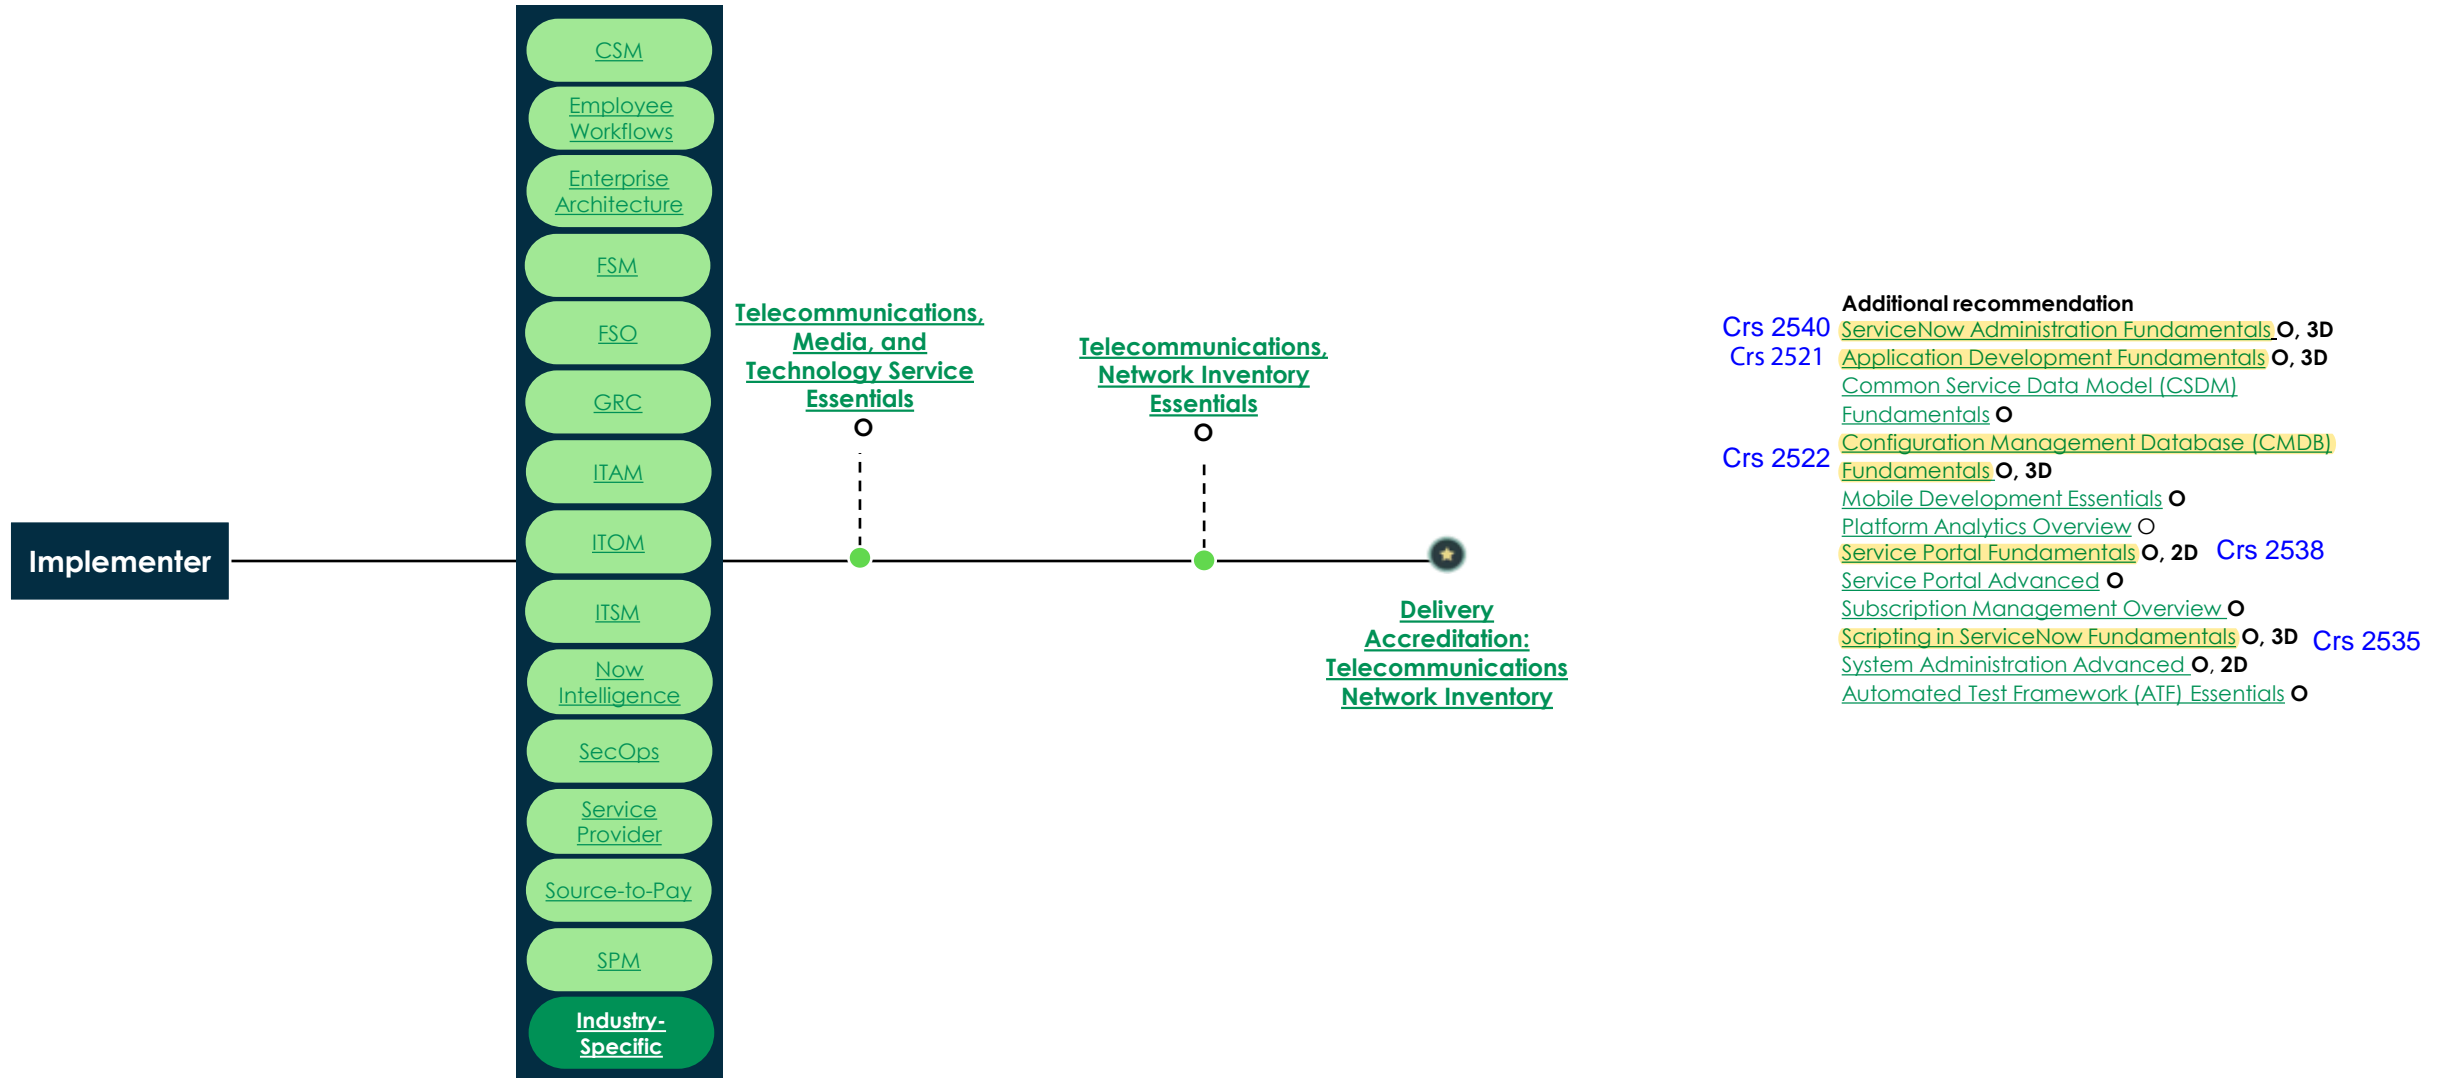 CSM
Employee
Workflows
Enterprise
Architecture
FSM
FSO
GRC
ITAM
ITOM
ITSM
Now
Intelligence
SecOps
Service
Provider
Source-to-Pay
SPM
Industry-
Specific
Implementer
Telecommunications,
Media, and
Technology Service
Essentials
O
Telecommunications,
Network Inventory
Essentials
O
Delivery
Accreditation:
Telecommunications
Network Inventory
Additional recommendation
Crs 2540 ServiceNow Administration Fundamentals O, 3D
Crs 2521 Application Development Fundamentals O, 3D
Common Service Data Model (CSDM)
Fundamentals O
Configuration Management Database (CMDB)
Crs 2522 Fundamentals O, 3D
Mobile Development Essentials O
Platform Analytics Overview O
Service Portal Fundamentals O, 2D Crs 2538
Service Portal Advanced O
Subscription Management Overview O
Scripting in ServiceNow Fundamentals O, 3D Crs 2535
System Administration Advanced O, 2D
Automated Test Framework (ATF) Essentials O